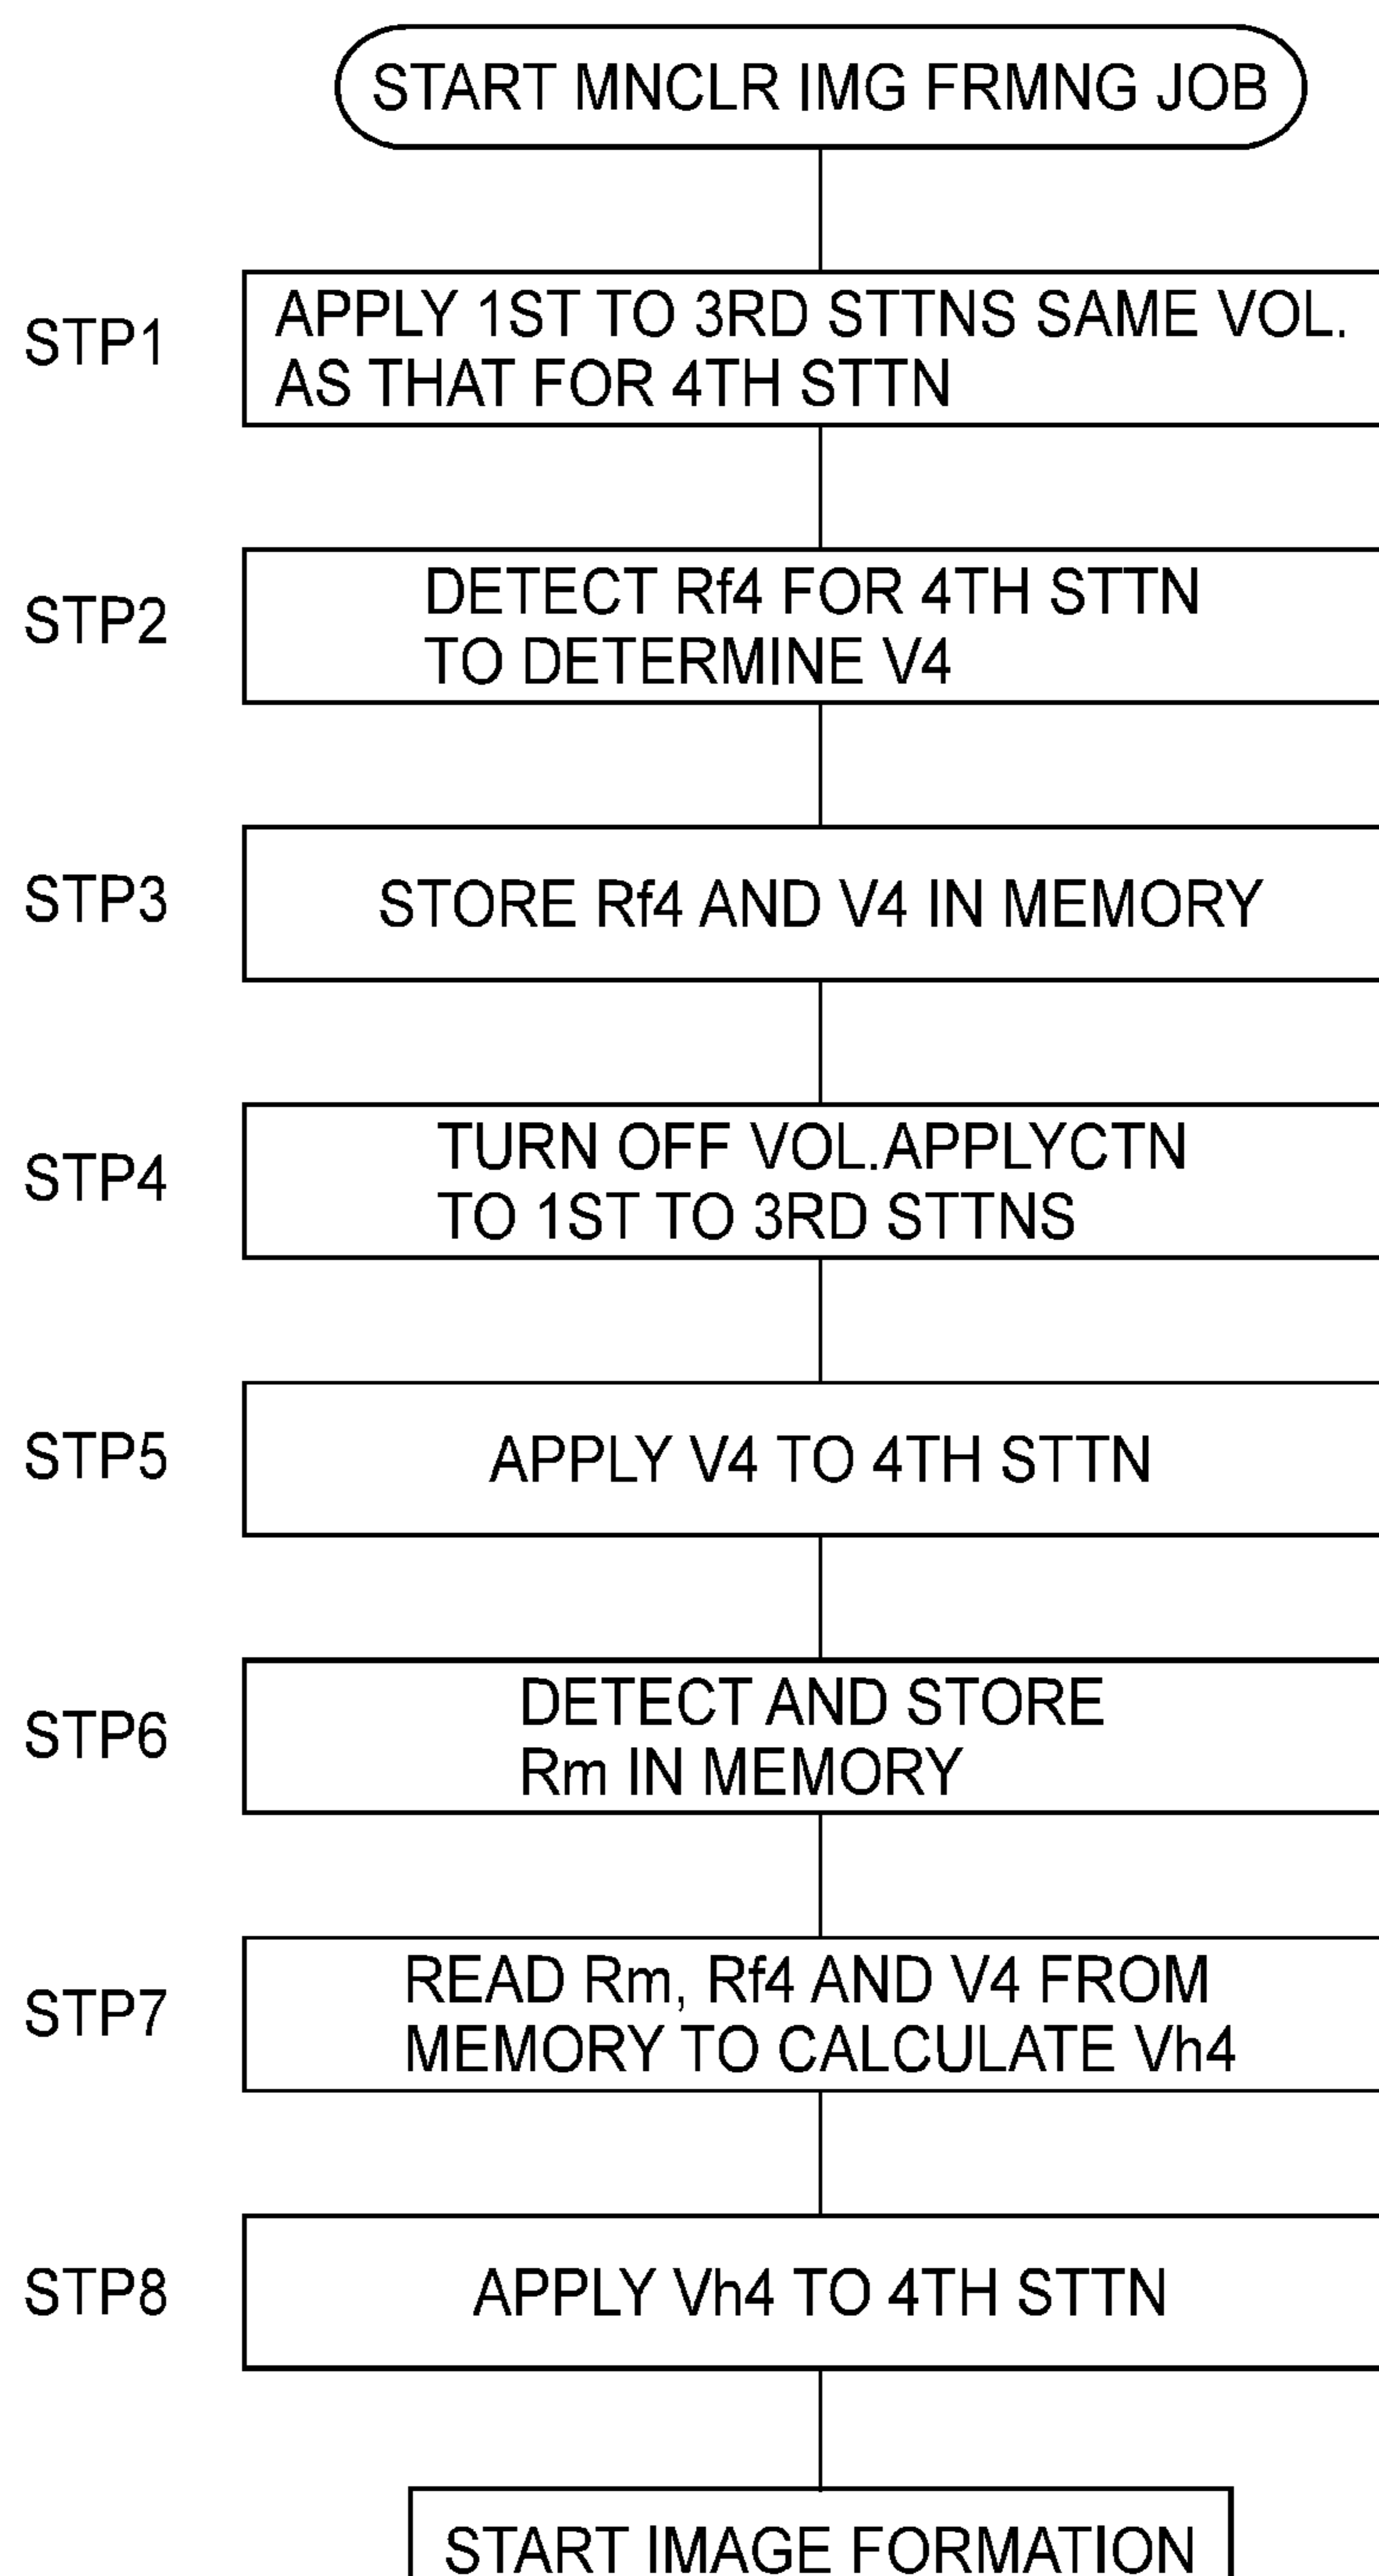 START MNCLR IMG FRMNG JOB
STP1
APPLY 1ST TO 3RD STTNS SAME VOL.
AS THAT FOR 4TH STTN
STP2
DETECT Rf4 FOR 4TH STTN
TO DETERMINE V4
STP3
STORE Rf4 AND V4 IN MEMORY
STP4
TURN OFF VOL.APPLYCTN
TO 1ST TO 3RD STTNS
STP5
APPLY V4 TO 4TH STTN
STP6
DETECT AND STORE
Rm IN MEMORY
STP7
READ Rm, Rf4 AND V4 FROM
MEMORY TO CALCULATE Vh4
STP8
APPLY Vh4 TO 4TH STTN
START IMAGE FORMATION